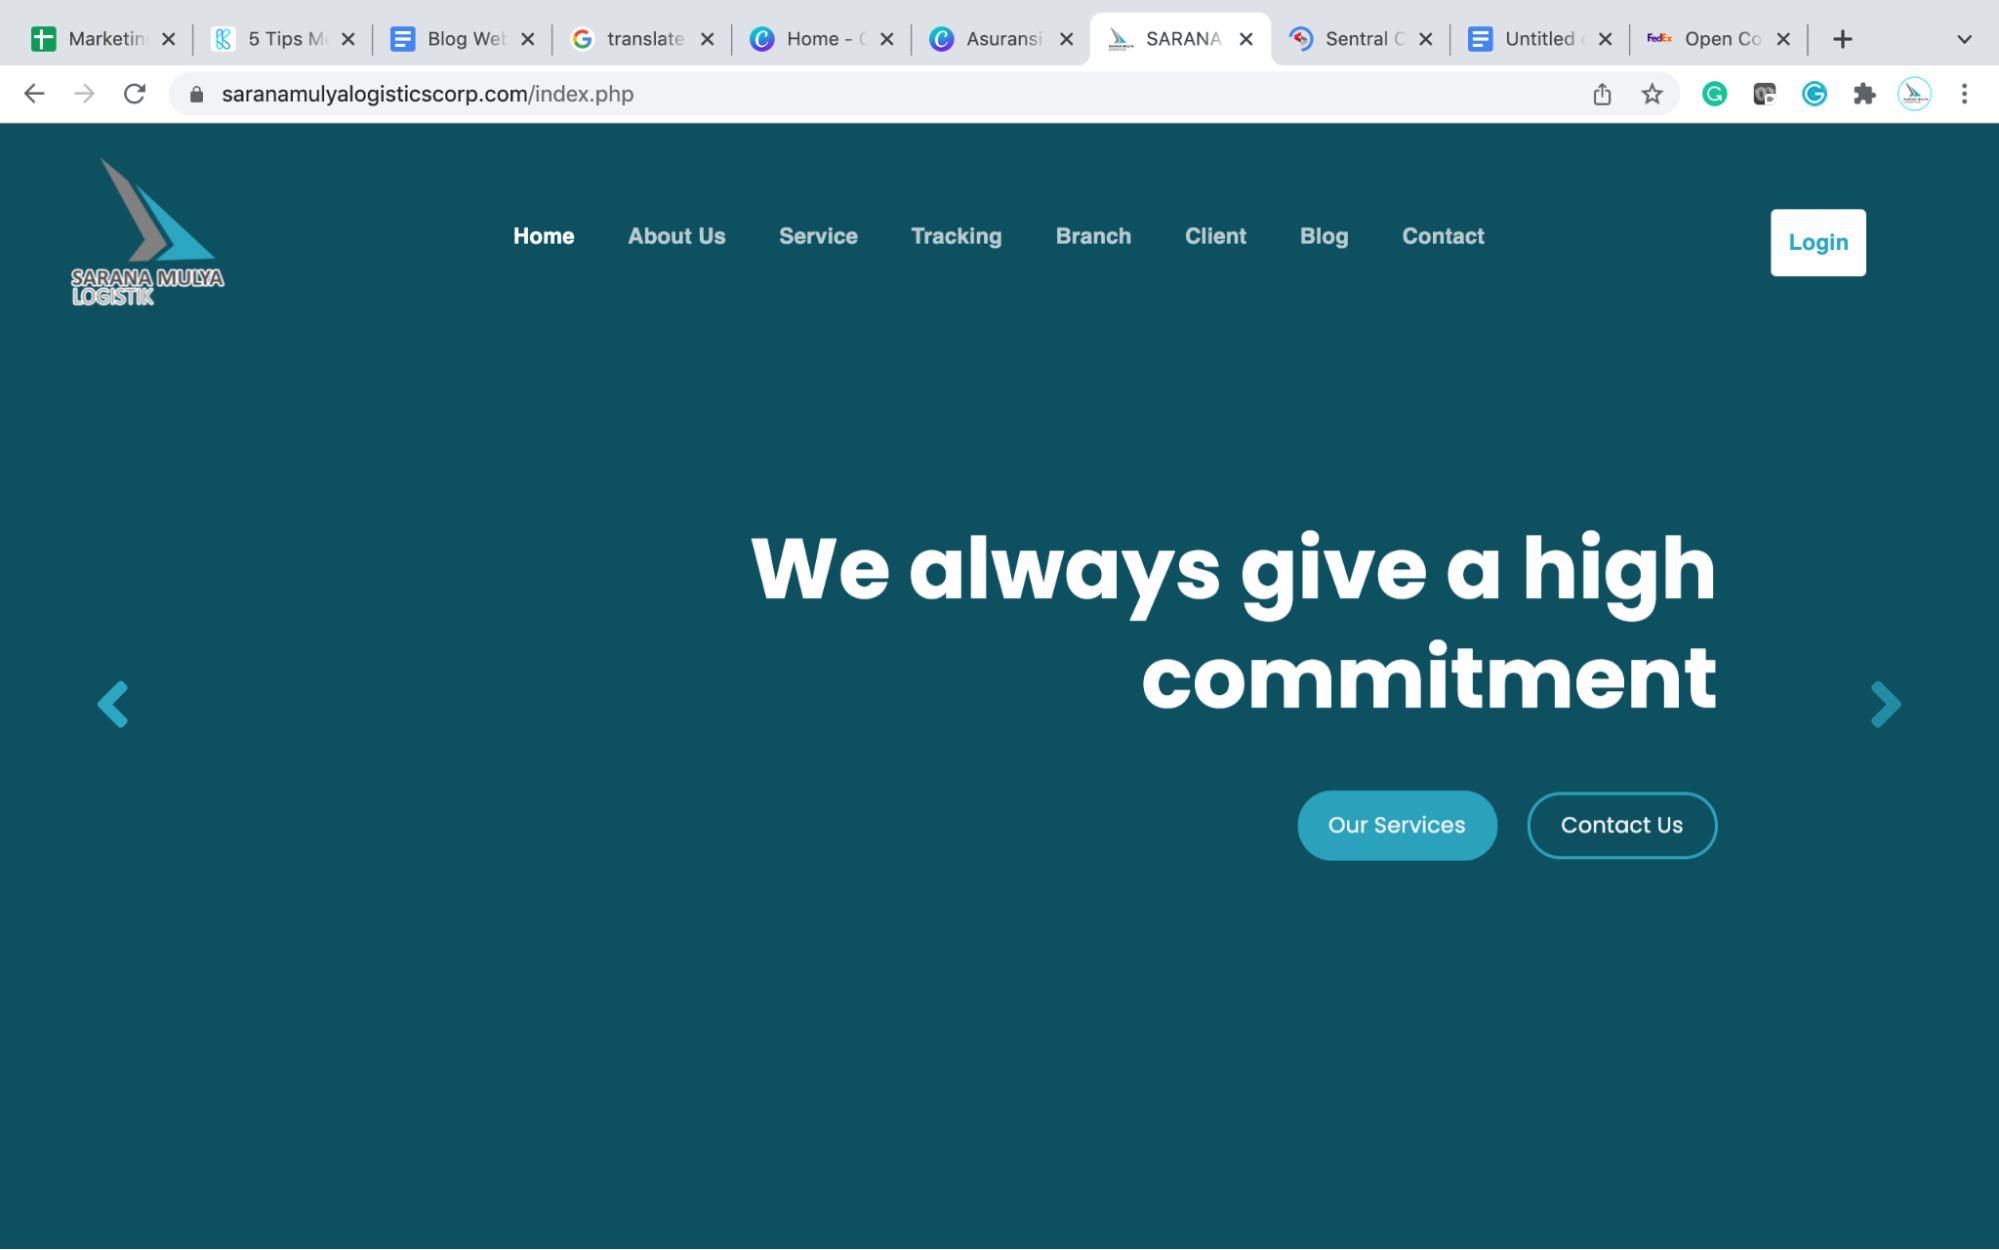 Marketin
5 Tips M
Blog Web
translate
Home -
Asuransi
SARANA
Sentral C
Untitled
FedEx
Open Co
saranamulyalogisticscorp.com/index.php
SARANA MULYA
LOGISTIK
Home
About Us
Service
Tracking
Branch
Client
Blog
Contact
Login
We always give a high
commitment
Our Services
Contact Us